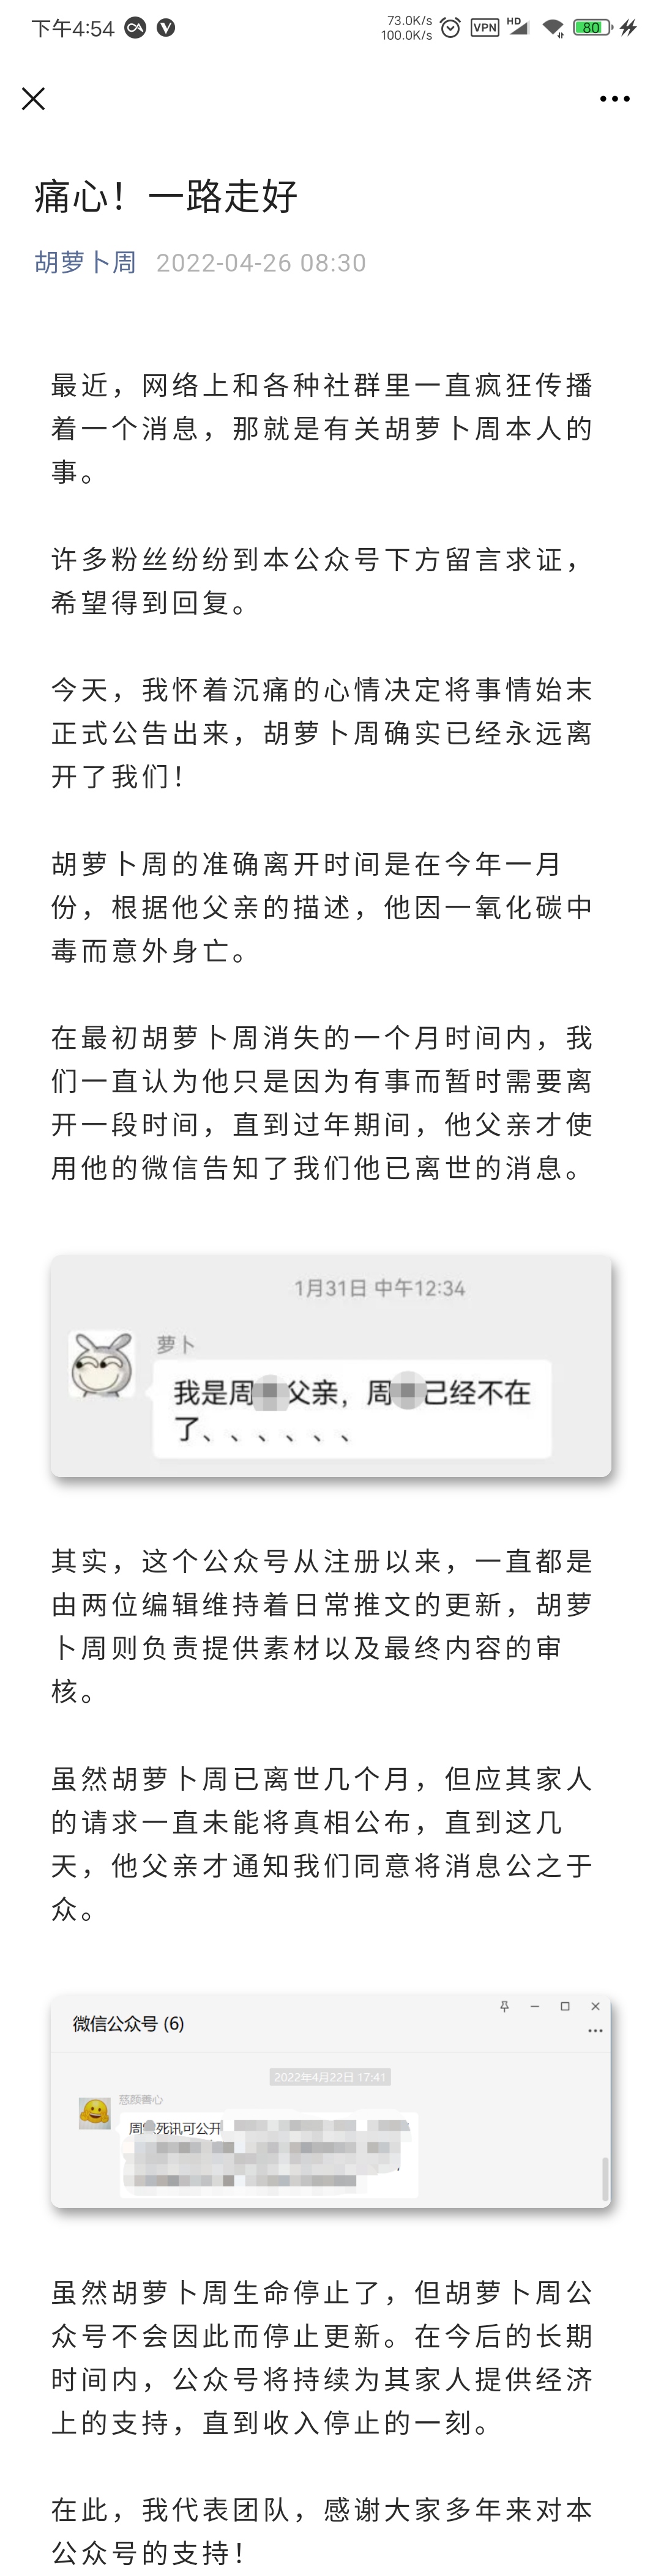 下午4:54
73.0K/s
100.0K/s
VPN
HD
80
痛心！一路走好
胡萝卜周 2022-04-26 08:30
最近，网络上和各种社群里一直疯狂传播
着一个消息，那就是有关胡萝卜周本人的
事。
许多粉丝纷纷到本公众号下方留言求证，
希望得到回复。
今天，我怀着沉痛的心情决定将事情始末
正式公告出来，胡萝卜周确实已经永远离
开了我们！
胡萝卜周的准确离开时间是在今年一月
份，根据他父亲的描述，他因一氧化碳中
毒而意外身亡。
在最初胡萝卜周消失的一个月时间内，我
们一直认为他只是因为有事而暂时需要离
开一段时间，直到过年期间，他父亲才使
用他的微信告知了我们他已离世的消息。
1月31日 中午12:34
萝卜
我是周 父亲，周 己经不在
了、、、、、、
其实，这个公众号从注册以来，一直都是
由两位编辑维持着日常推文的更新，胡萝
卜周则负责提供素材以及最终内容的审
核。
虽然胡萝卜周已离世几个月，但应其家人
的请求一直未能将真相公布，直到这几
天，他父亲才通知我们同意将消息公之于
众。
微信公众号 (6)
2022年4月22日 17:41
慈颜善心
周 死讯可公开
虽然胡萝卜周生命停止了，但胡萝卜周公
众号不会因此而停止更新。在今后的长期
时间内，公众号将持续为其家人提供经济
上的支持，直到收入停止的一刻。
在此，我代表团队，感谢大家多年来对本
公众号的支持！